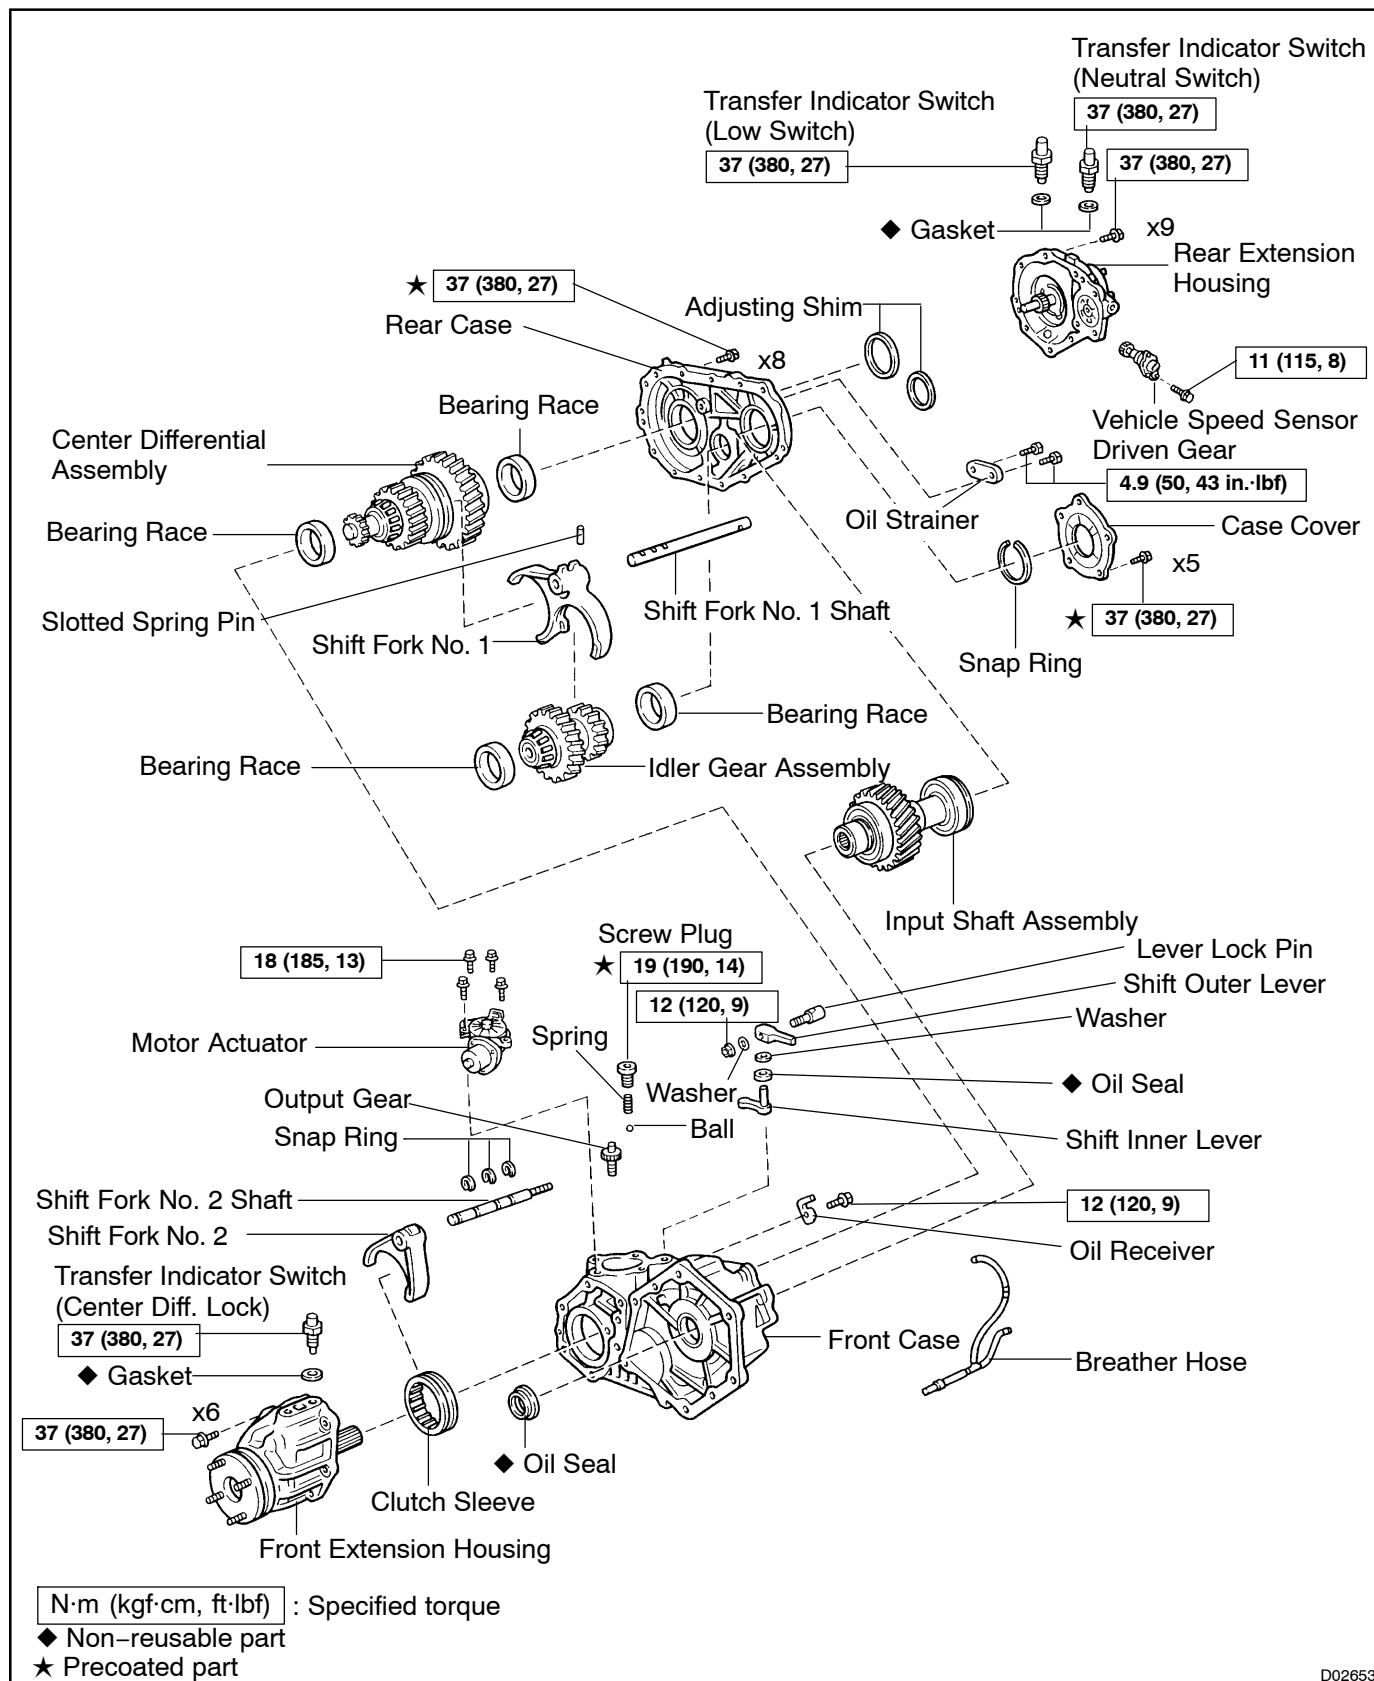 Transfer Indicator Switch
(Neutral Switch)
37 (380, 27)
Transfer Indicator Switch
(Low Switch)
37 (380, 27)
37 (380, 27)
◆ Gasket
x9
Rear Extension
Housing
★ 37 (380, 27)
Rear Case
Adjusting Shim
x8
11 (115, 8)
Bearing Race
Vehicle Speed Sensor
Driven Gear
Center Differential
Assembly
4.9 (50, 43 in.·lbf)
Oil Strainer
Case Cover
Bearing Race
x5
Slotted Spring Pin
Shift Fork No. 1 Shaft
★ 37 (380, 27)
Shift Fork No. 1
Snap Ring
Bearing Race
Bearing Race
Idler Gear Assembly
Input Shaft Assembly
Screw Plug
★ 19 (190, 14)
18 (185, 13)
Lever Lock Pin
12 (120, 9)
Shift Outer Lever
Washer
Motor Actuator
Spring
◆ Oil Seal
Washer
Output Gear
Ball
Snap Ring
Shift Inner Lever
Shift Fork No. 2 Shaft
12 (120, 9)
Shift Fork No. 2
Oil Receiver
Transfer Indicator Switch
(Center Diff. Lock)
37 (380, 27)
Front Case
Breather Hose
◆ Gasket
x6
37 (380, 27)
◆ Oil Seal
Clutch Sleeve
Front Extension Housing
N·m (kgf·cm, ft·lbf) : Specified torque
◆ Non−reusable part
★ Precoated part
D02653